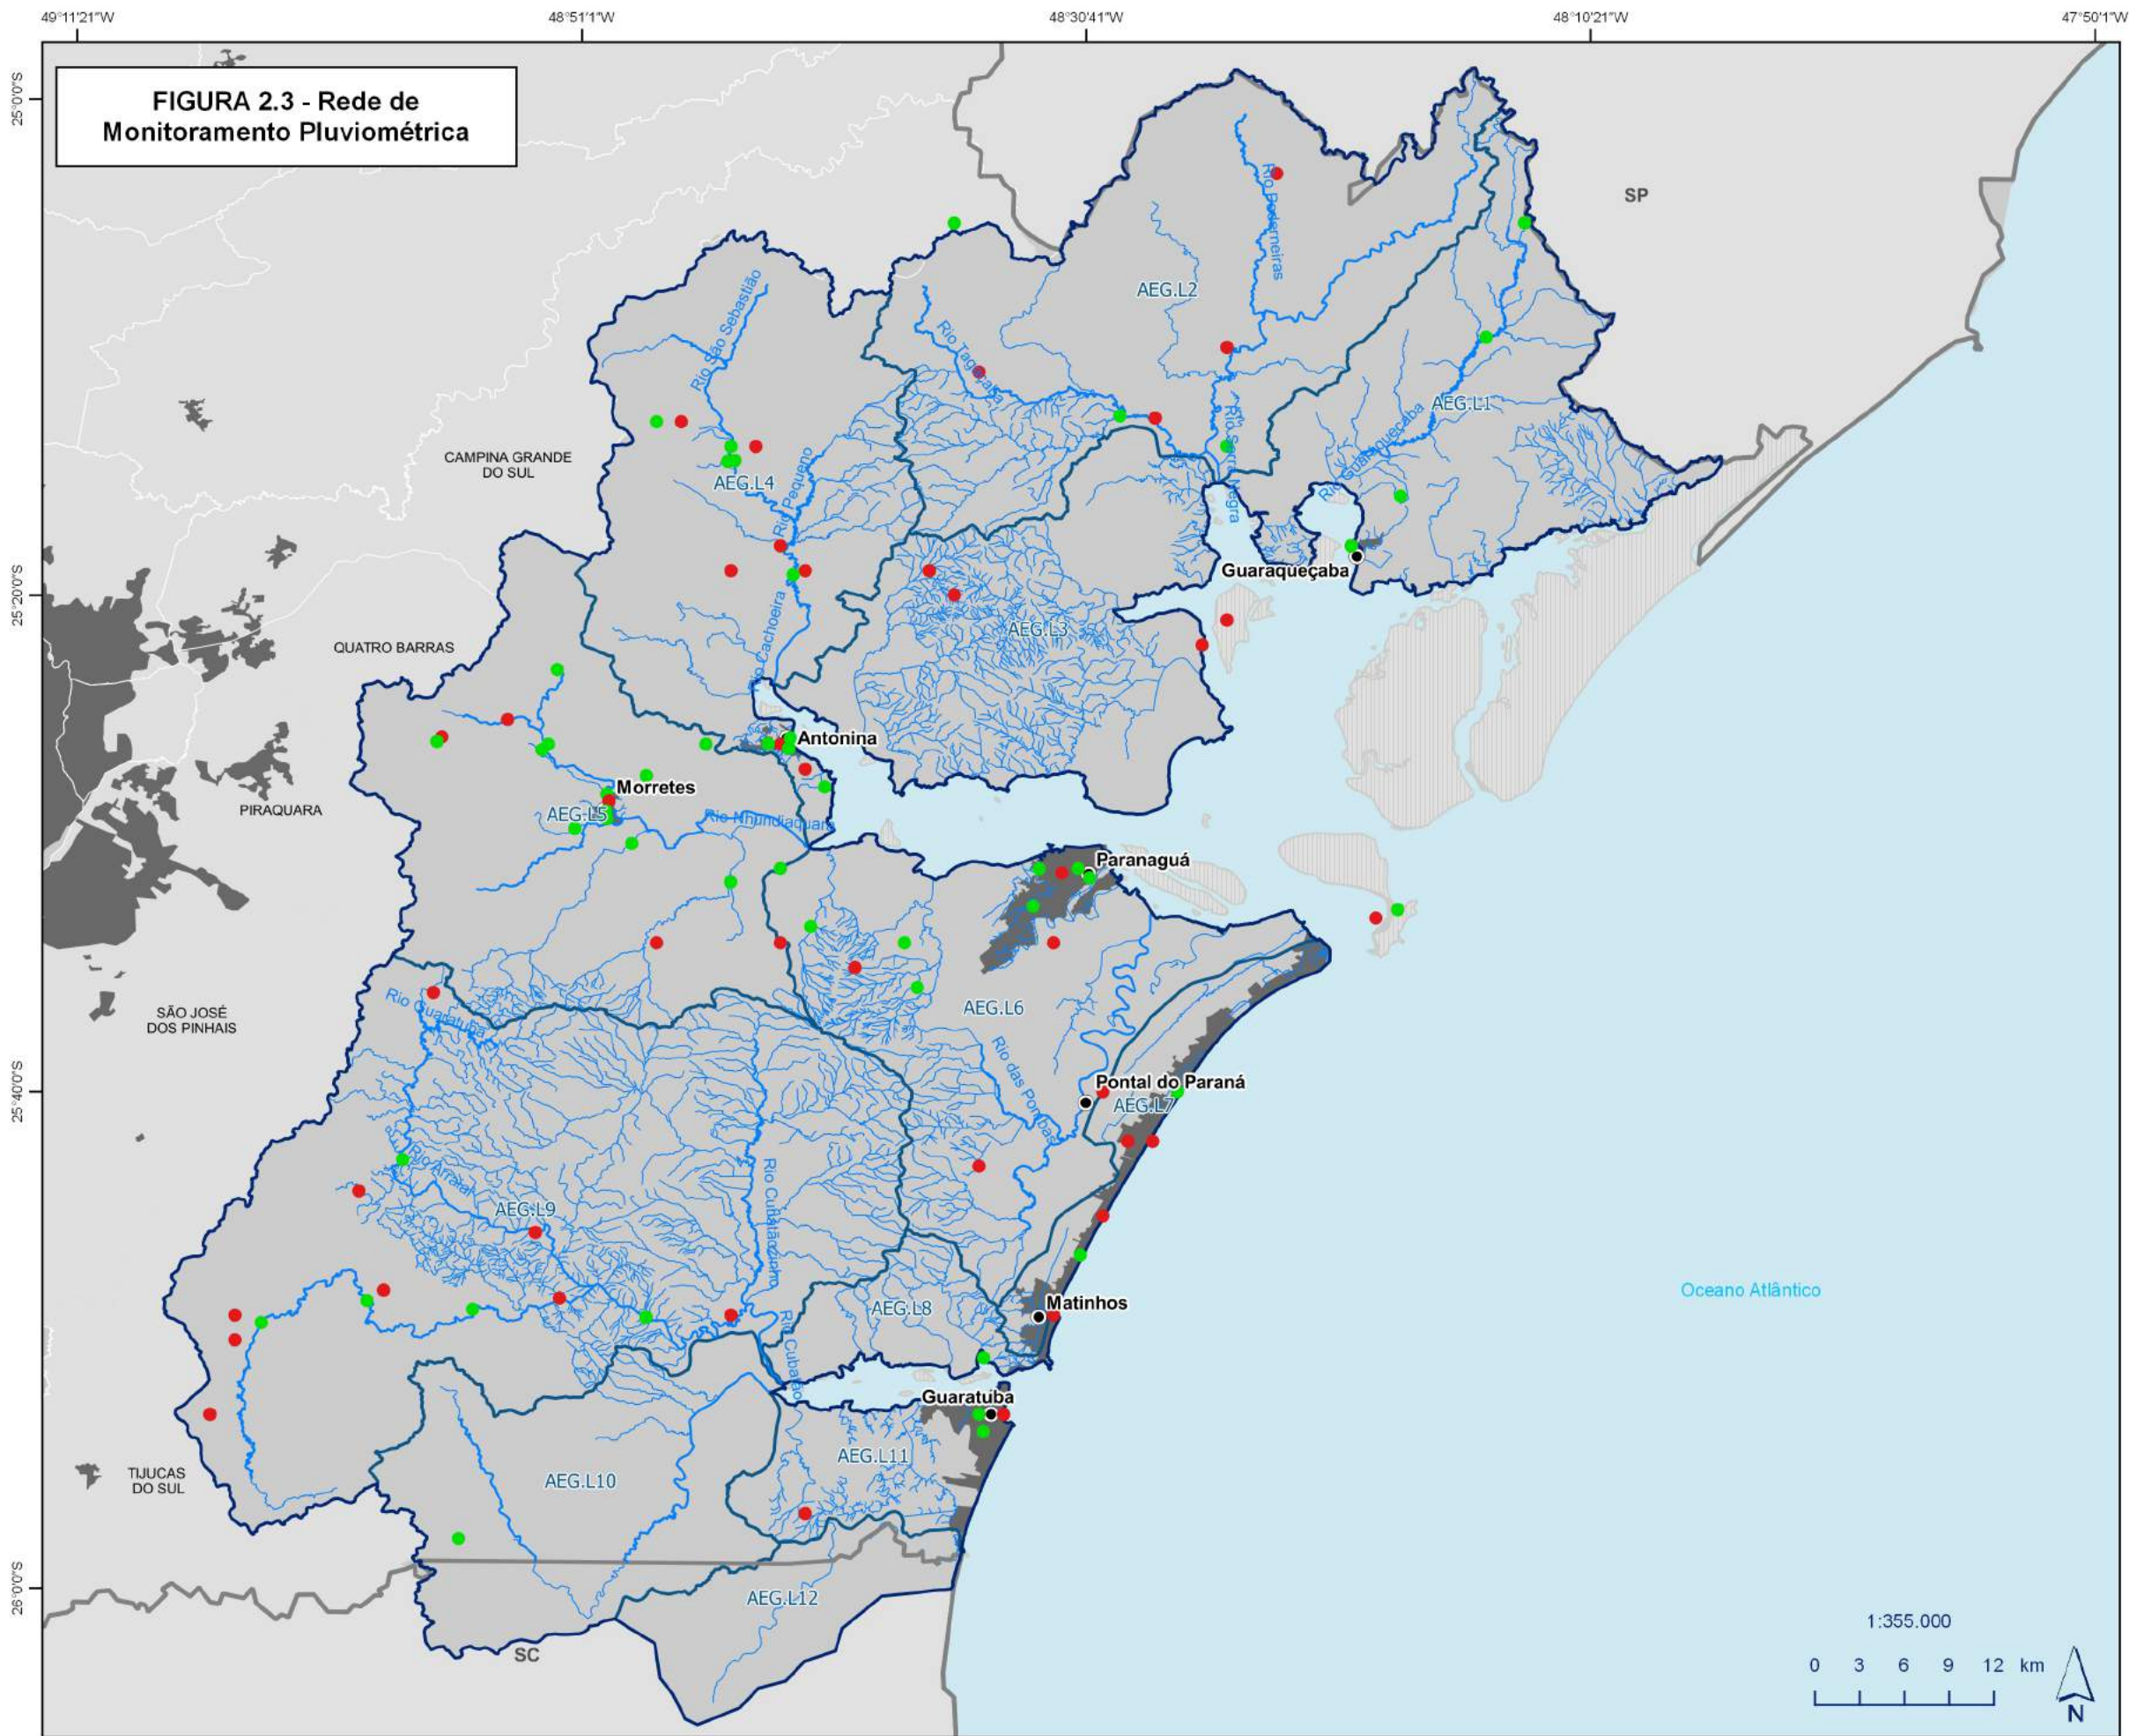 49°11'21"W
48°51'1"W
48°30'41"W
48°10'21"W
47°50'1"W
25°0'0"S
25°20'0"S
25°40'0"S
26°0'0"S
FIGURA 2.3 - Rede de
Monitoramento Pluviométrica
SP
Rio Pederneiras
AEG.L2
Rio São Sebastião
Rio Tagaçaba
AEG.L1
Rio Guaraqueçaba
Rio Serra Negra
CAMPINA GRANDE
DO SUL
AEG.L4
Rio Pequeno
Guaraqueçaba
AEG.L3
Rio Cachoeira
QUATRO BARRAS
Antonina
Morretes
PIRAQUARA
AEG.L5
Rio Nhundiaquara
Paranaguá
AEG.L6
Rio Guaratuba
SÃO JOSÉ
DOS PINHAIS
Rio das Pombas
Pontal do Paraná
AEG.L7
Rio Arraial
AEG.L9
Rio Cubatãozinho
Oceano Atlântico
AEG.L8
Matinhos
Rio Cubatão
Guaratuba
AEG.L11
TIJUCAS
DO SUL
AEG.L10
AEG.L12
SC
1:355.000
0 3 6 9 12 km
N